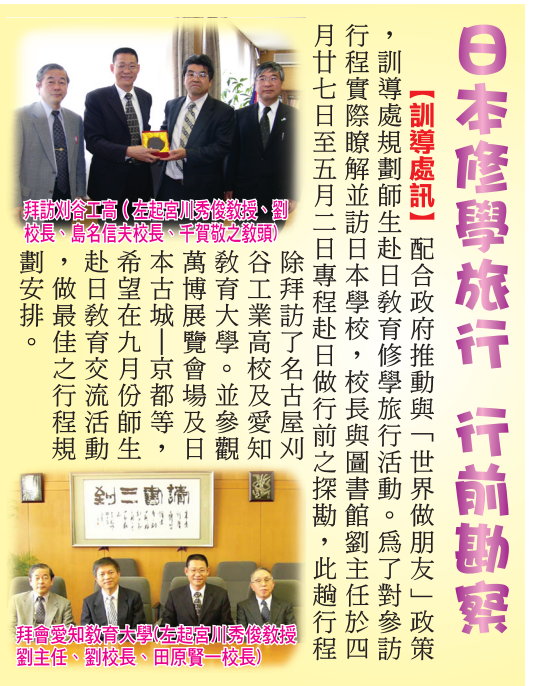 日本修學旅行　行前勘察
【訓導處訊】　配合政府推動與「世界做朋友」政策
，訓導處規劃師生赴日教育修學旅行活動。為了對參訪
行程實際瞭解並訪日本學校，校長與圖書館劉主任於四
月廿七日至五月二日專程赴日做行前之探勘，此趟行程
除拜訪了名古屋刈
谷工業高校及愛知
教育大學。並參觀
萬博展覽會場及日
本古城—京都等，
希望在九月份師生
赴日教育交流活動
，做最佳之行程規
劃安排。
拜訪刈谷工高（左起宮川秀俊教授、劉
校長、島名信夫校長、千賀敬之教頭)
讀書三到
拜會愛知教育大學(左起宮川秀俊教授
劉主任、劉校長、田原賢一校長)